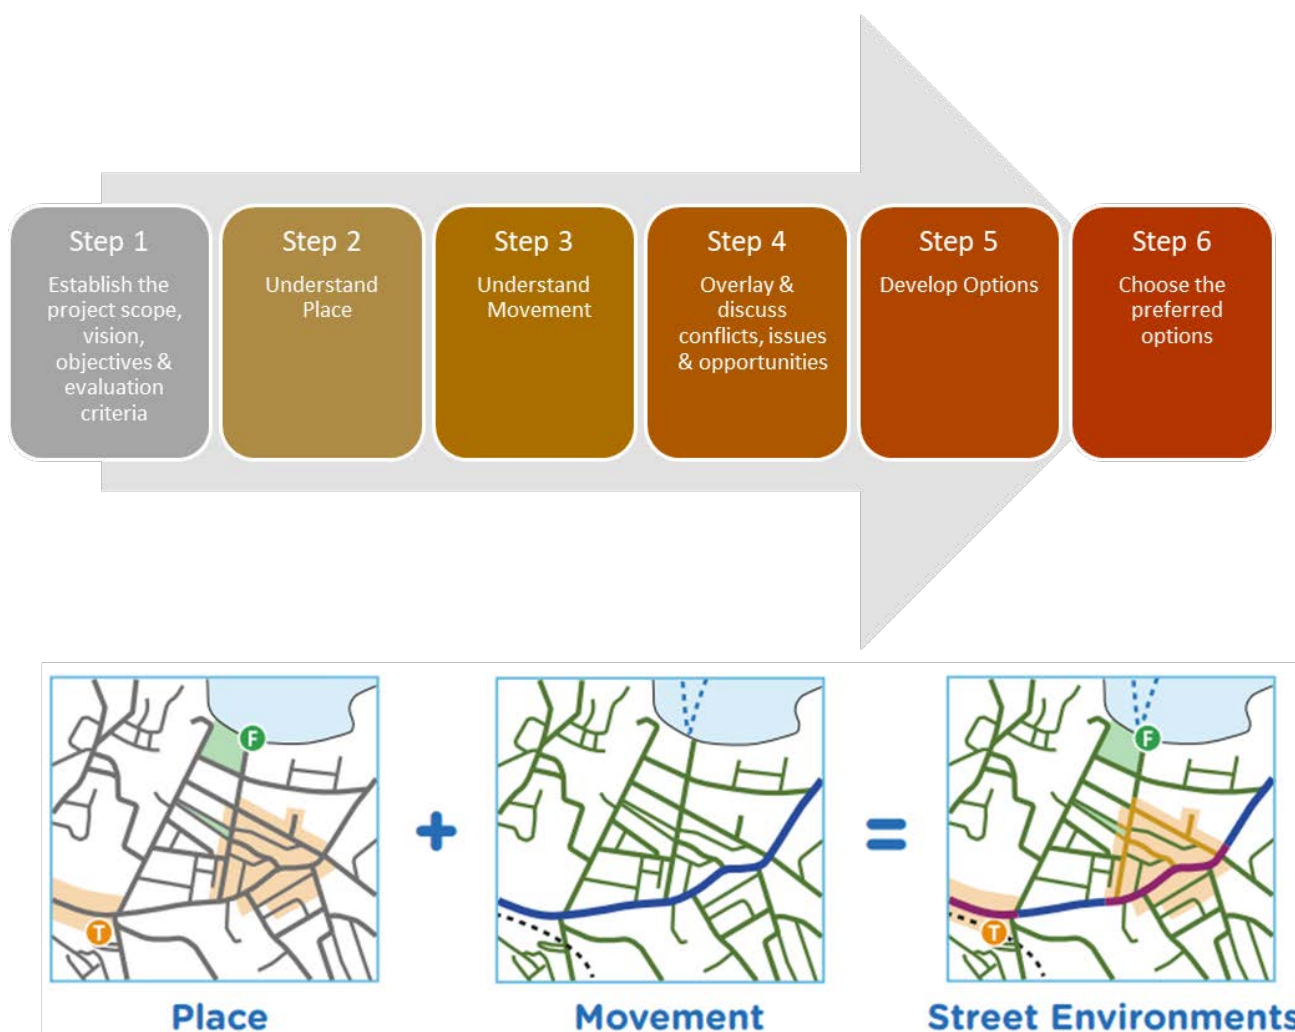 Step 1
Establish the
project scope,
vision,
objectives &
evaluation
criteria
Step 2
Understand
Place
Step 3
Understand
Movement
Step 4
Overlay &
discuss
conflicts, issues
& opportunities
Step 5
Develop Options
Step 6
Choose the
preferred
options
F
T
Place
+
Movement
=
F
T
Street Environments